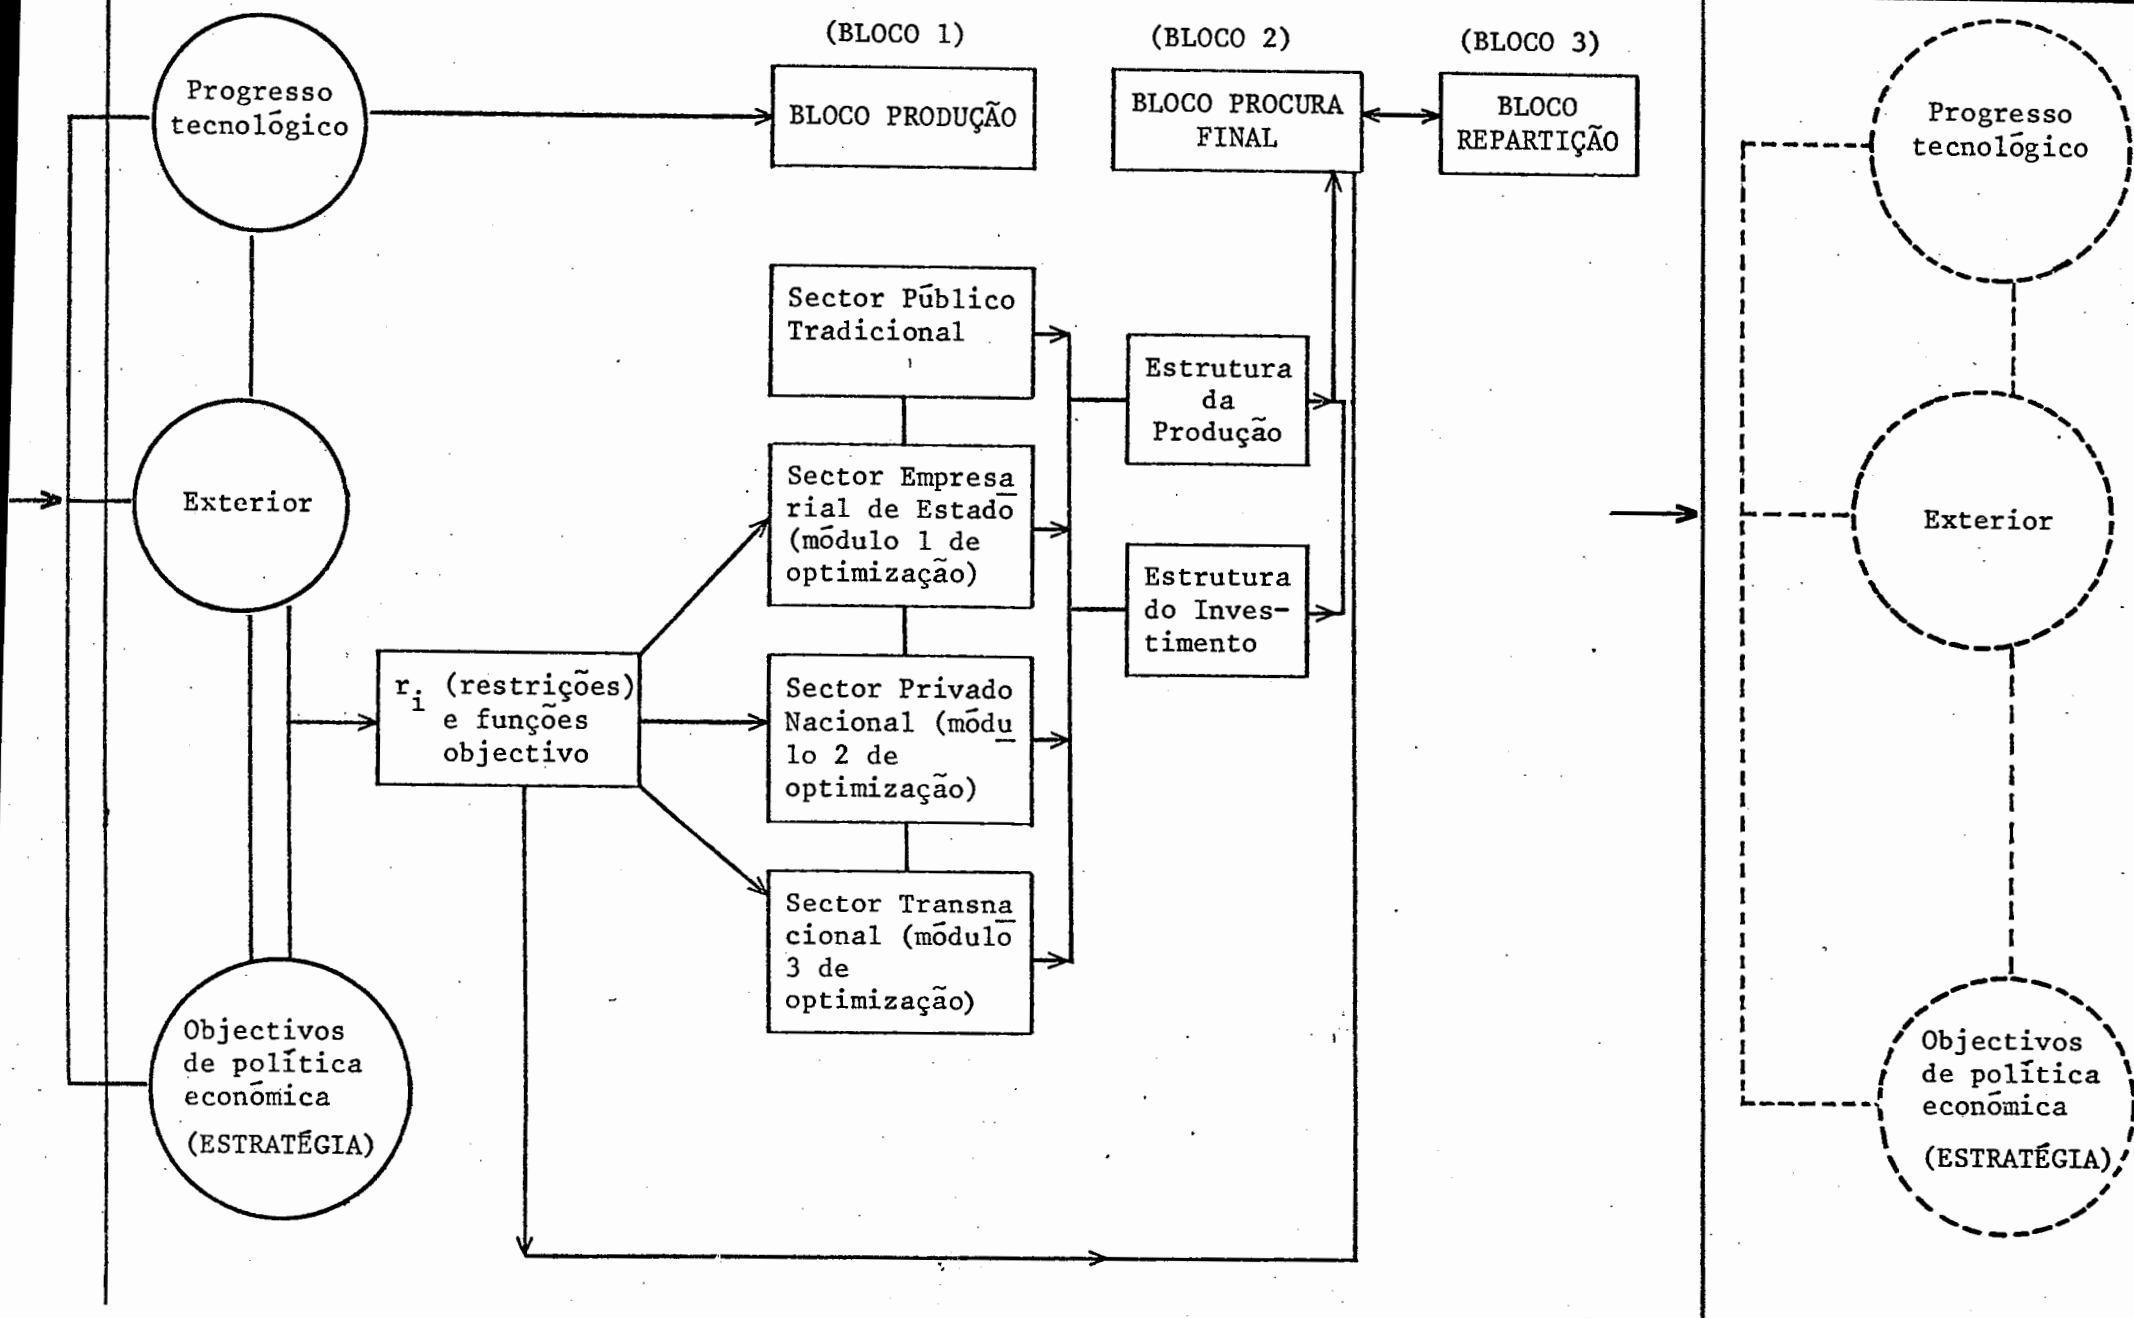 (BLOCO 1)
(BLOCO 2)
(BLOCO 3)
Progresso
tecnológico
BLOCO PRODUÇÃO
BLOCO PROCURA
FINAL
BLOCO
REPARTIÇÃO
Progresso
tecnológico
Sector Público
Tradicional
Estrutura
da
Produção
Exterior
Sector Empresa
rial de Estado
(módulo 1 de
optimização)
Exterior
Estrutura
do Inves-
timento
ri (restrições)
e funções
objectivo
Sector Privado
Nacional (módu
lo 2 de
optimização)
Sector Transna
cional (módulo
3 de
optimização)
Objectivos
de política
económica
(ESTRATÉGIA)
Objectivos
de política
económica
(ESTRATÉGIA)